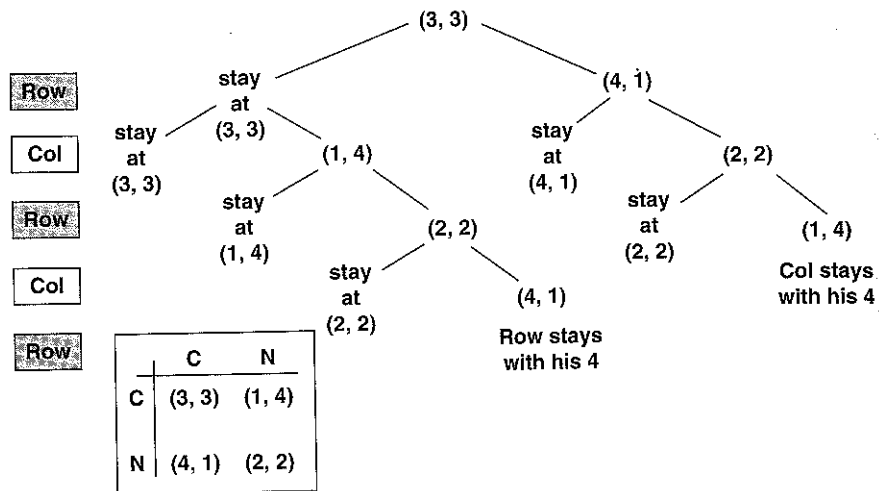 (3, 3)
Row
stay
at
(3, 3)
(4, 1)
Col
stay
at
(3, 3)
(1, 4)
stay
at
(4, 1)
(2, 2)
Row
stay
at
(1, 4)
(2, 2)
stay
at
(2, 2)
(1, 4)
Col stays
with his 4
Col
stay
at
(2, 2)
(4, 1)
Row stays
with his 4
Row
C N
C (3, 3) (1, 4)
N (4, 1) (2, 2)